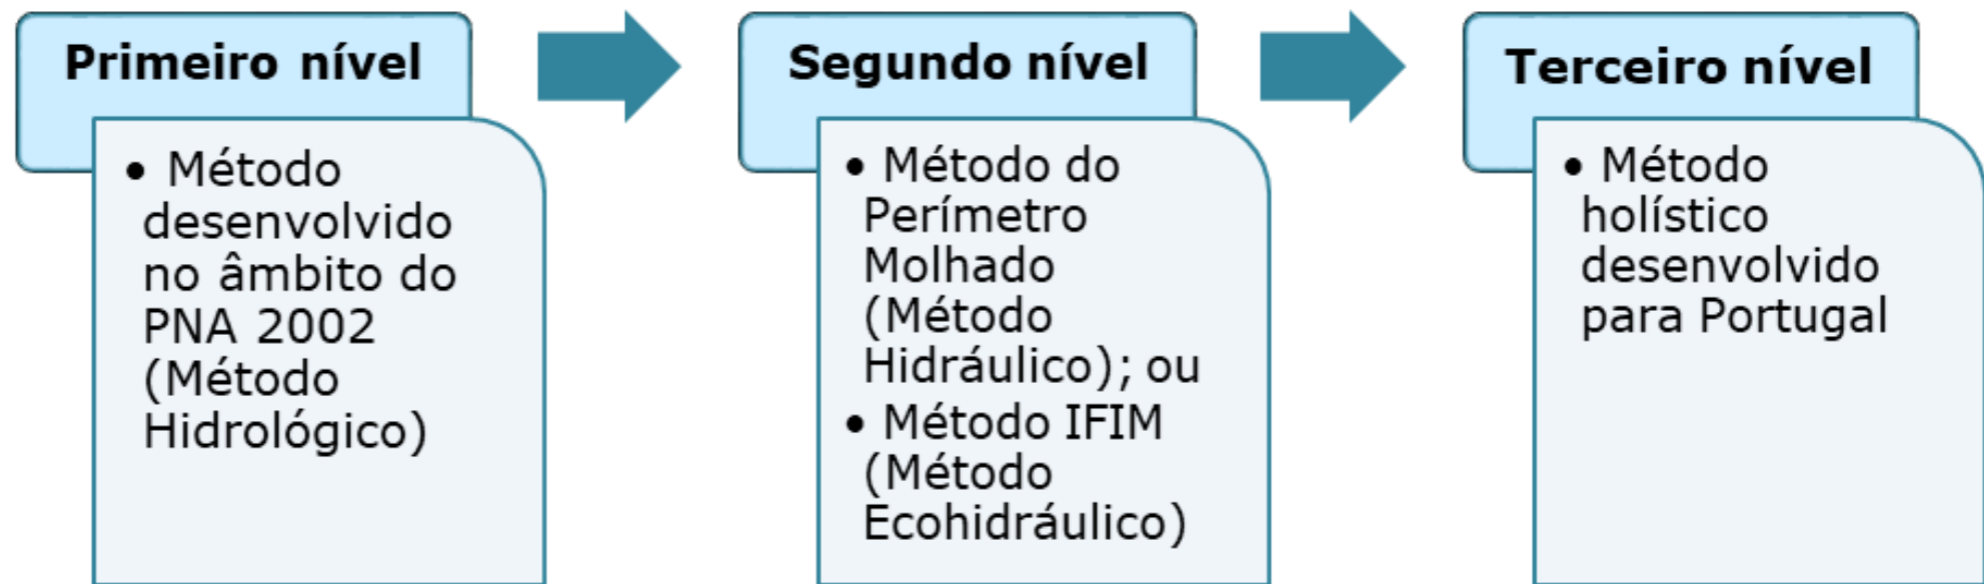 Primeiro nível
• Método
desenvolvido
no âmbito do
PNA 2002
(Método
Hidrológico)
Segundo nível
• Método do
Perímetro
Molhado
(Método
Hidráulico); ou
• Método IFIM
(Método
Ecohidráulico)
Terceiro nível
• Método
holístico
desenvolvido
para Portugal